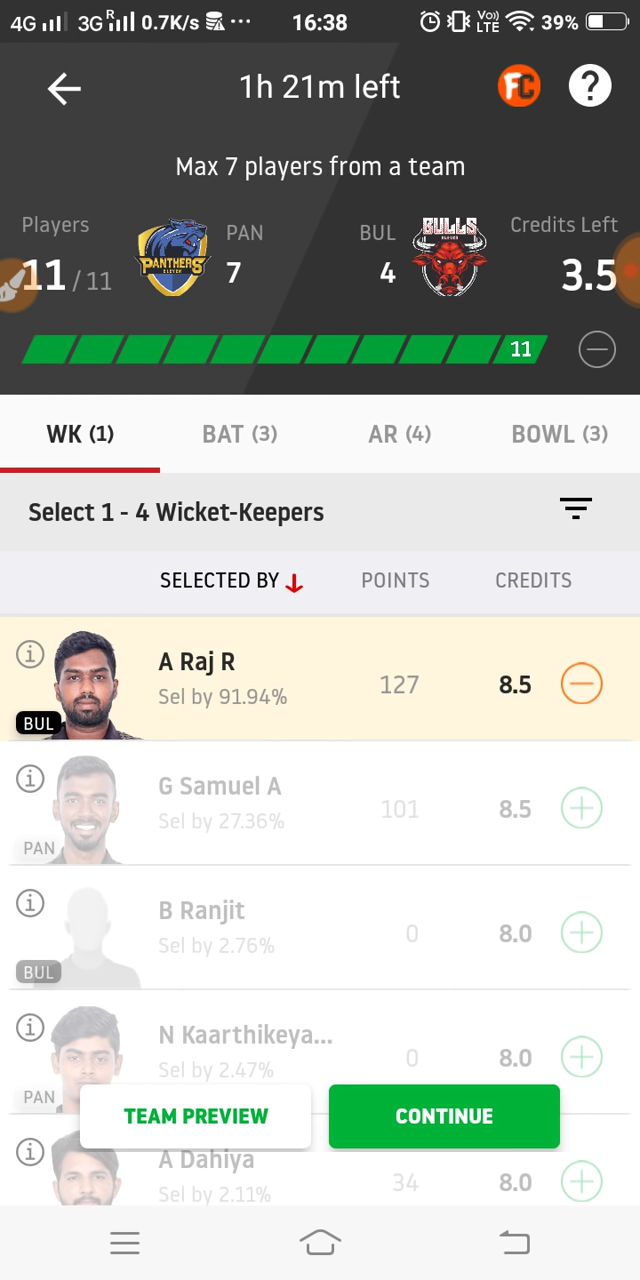 4G 3G R 0.7K/s ... 16:38 Vo) LTE 39%
1h 21m left FC ?
Max 7 players from a team
Players PAN BUL Credits Left
11 / 11 PANTHERS ELEVEN 7 4 BULLS ELEVEN 3.5
11
WK (1) BAT (3) AR (4) BOWL (3)
Select 1 - 4 Wicket-Keepers
SELECTED BY POINTS CREDITS
A Raj R
Sel by 91.94% 127 8.5
BUL
G Samuel A
Sel by 27.36% 101 8.5
PAN
B Ranjit
Sel by 2.76% 0 8.0
BUL
N Kaarthikeya...
Sel by 2.47% 0 8.0
PAN
TEAM PREVIEW CONTINUE
A Dahiya
Sel by 2.11% 34 8.0